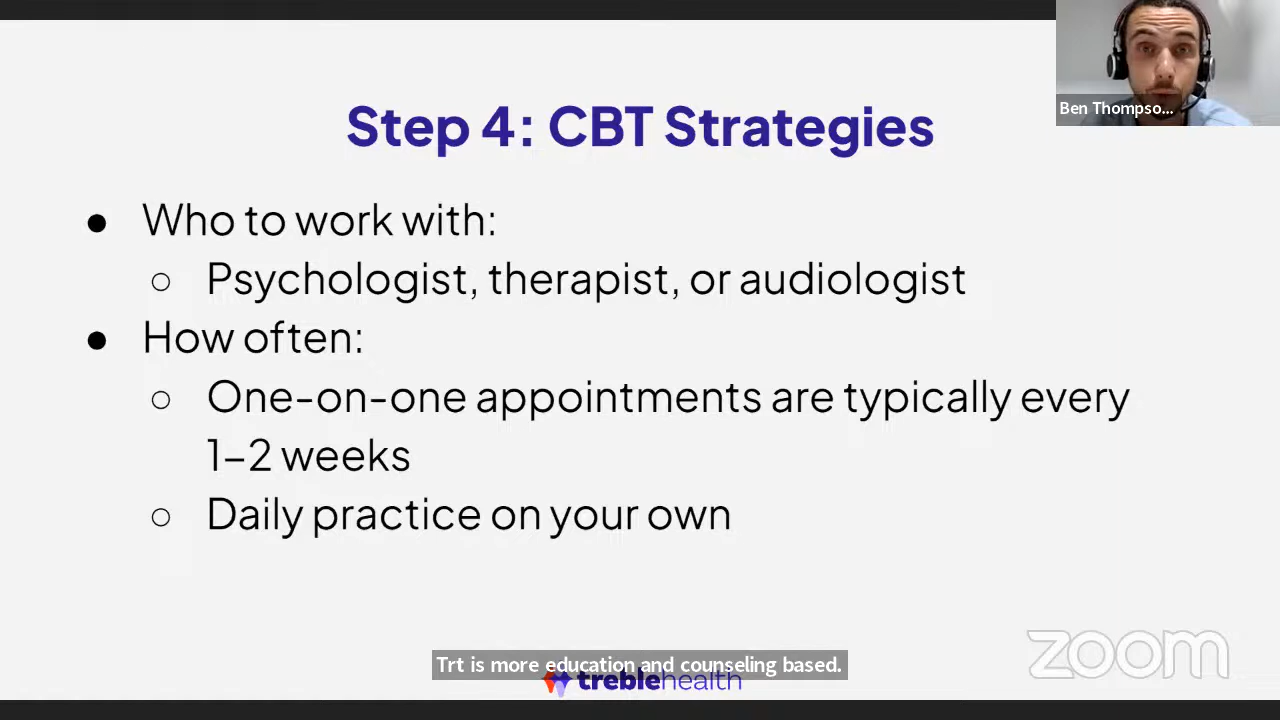 Ben Thompso...
Step 4: CBT Strategies
● Who to work with:
○ Psychologist, therapist, or audiologist
● How often:
○ One-on-one appointments are typically every
1–2 weeks
○ Daily practice on your own
zoom
Trt is more education and counseling based.
treblehealth